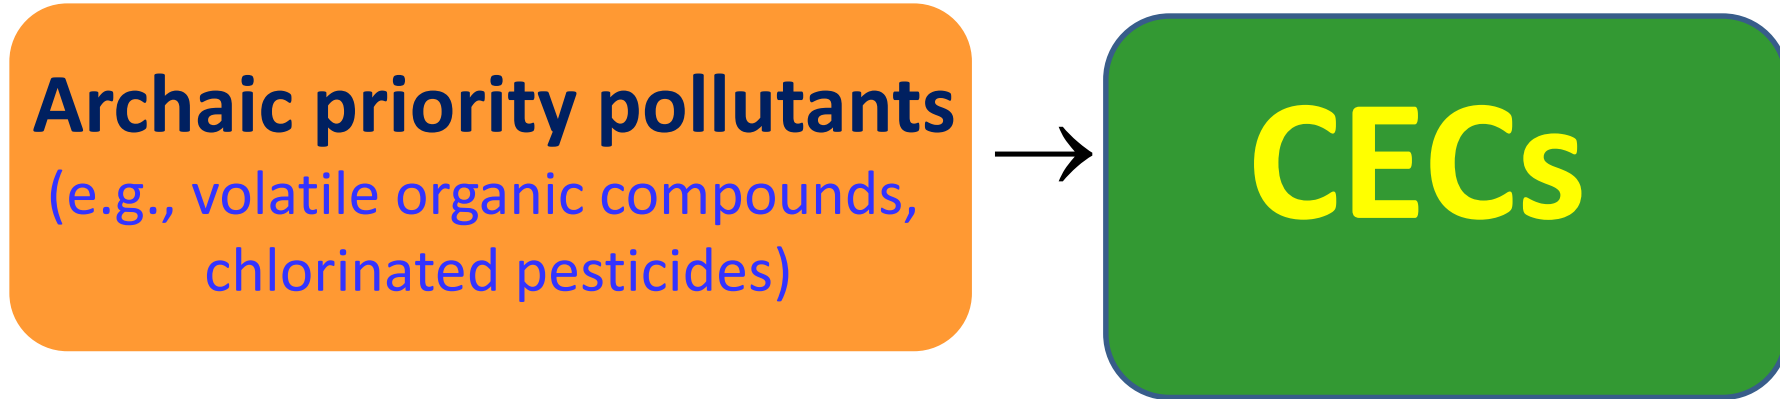 Archaic priority pollutants
(e.g., volatile organic compounds,
chlorinated pesticides)
→
CECs